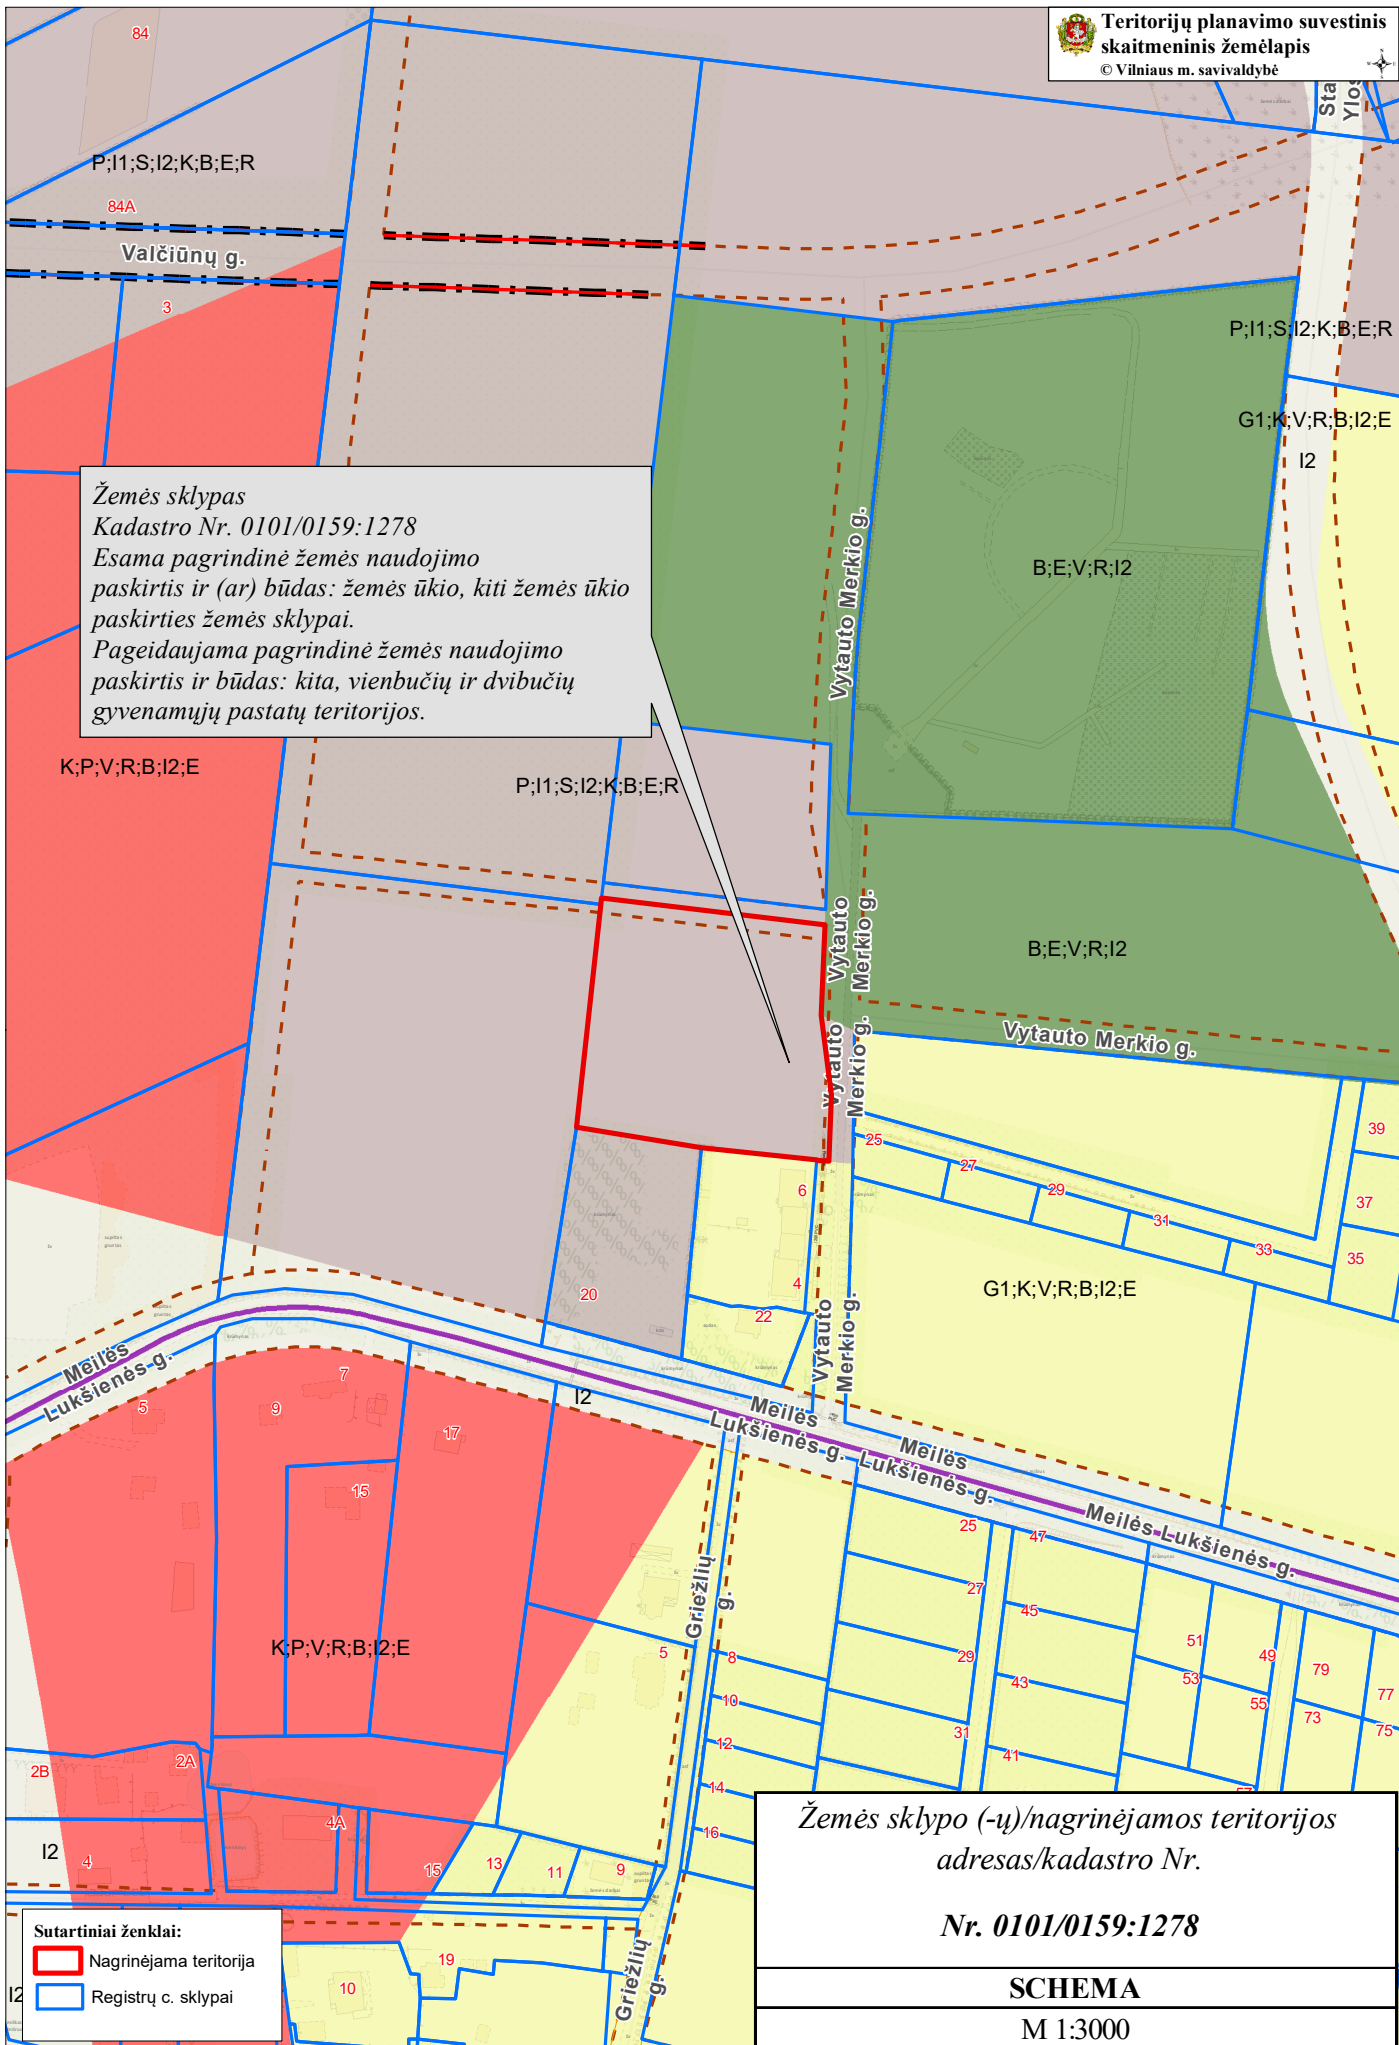 Teritorijų planavimo suvestinis
skaitmeninis žemėlapis
© Vilniaus m. savivaldybė
84
P;I1;S;I2;K;B;E;R
84A
Valčiūnų g.
3
P;I1;S;I2;K;B;E;R
G1;K;V;R;B;I2;E
I2
Žemės sklypas
Kadastro Nr. 0101/0159:1278
Esama pagrindinė žemės naudojimo
paskirtis ir (ar) būdas: žemės ūkio, kiti žemės ūkio
paskirties žemės sklypai.
Pageidaujama pagrindinė žemės naudojimo
paskirtis ir būdas: kita, vienbučių ir dvibučių
gyvenamųjų pastatų teritorijos.
Vytauto Merkio g.
B;E;V;R;I2
K;P;V;R;B;I2;E
P;I1;S;I2;K;B;E;R
Vytauto
Merkio g.
B;E;V;R;I2
Vytauto
Merkio g.
Vytauto Merkio g.
25
27
29
31
33
39
37
35
6
4
22
20
G1;K;V;R;B;I2;E
Vytauto
Merkio g.
Meilės
Lukšienės g.
I2
5
9
7
17
15
Meilės
Lukšienės g.
Meilės
Lukšienės g.
Meilės Lukšienės g.
25
47
27
45
29
43
31
41
51
53
49
55
79
73
77
75
57
Griežlių
g.
5
8
10
12
14
16
K;P;V;R;B;I2;E
2B
2A
4A
I2
4
15
13
11
9
19
10
I2
Griežlių
g.
Sutartiniai ženklai:
Nagrinėjama teritorija
Registrų c. sklypai
Žemės sklypo (-ų)/nagrinėjamos teritorijos
adresas/kadastro Nr.
Nr. 0101/0159:1278
SCHEMA
M 1:3000